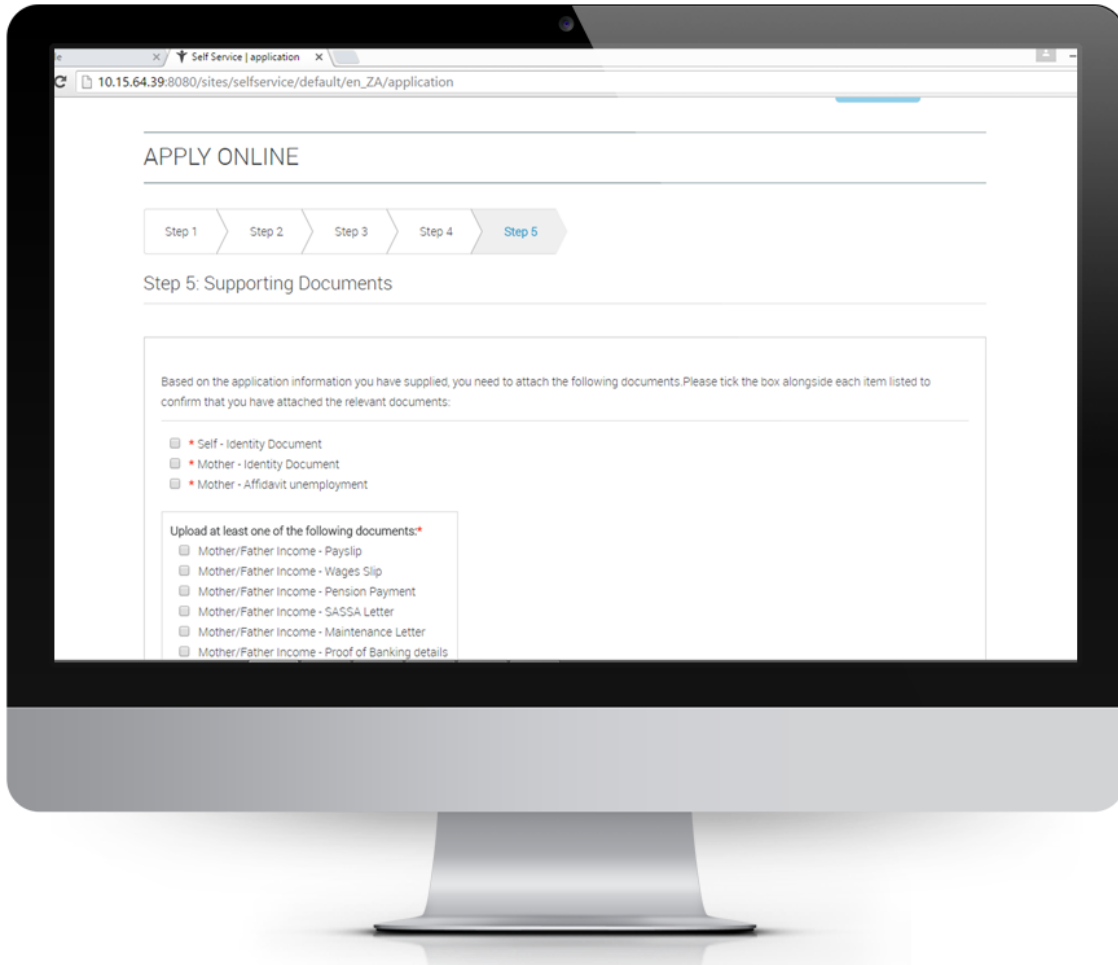 le
Self Service | application
10.15.64.39:8080/sites/selfservice/default/en_ZA/application
APPLY ONLINE
Step 1 Step 2 Step 3 Step 4 Step 5
Step 5: Supporting Documents
Based on the application information you have supplied, you need to attach the following documents.Please tick the box alongside each item listed to
confirm that you have attached the relevant documents:
* Self - Identity Document
* Mother - Identity Document
* Mother - Affidavit unemployment
Upload at least one of the following documents:*
Mother/Father Income - Payslip
Mother/Father Income - Wages Slip
Mother/Father Income - Pension Payment
Mother/Father Income - SASSA Letter
Mother/Father Income - Maintenance Letter
Mother/Father Income - Proof of Banking details